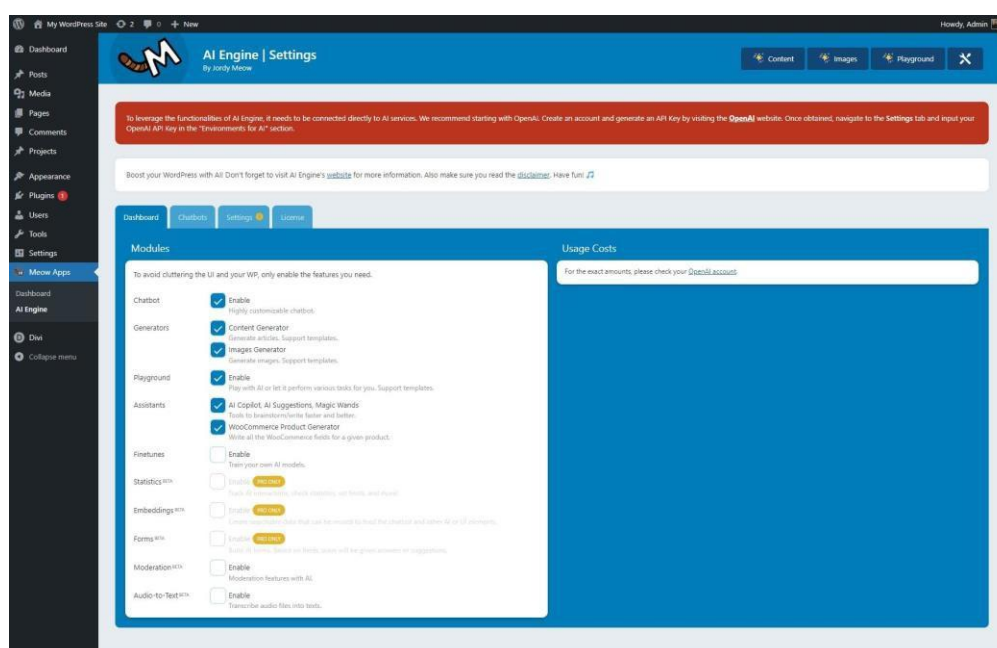 My WordPress Site 2 0 + New
Howdy, Admin
Dashboard
Posts
Media
Pages
Comments
Projects
Appearance
Plugins 1
Users
Tools
Settings
Meow Apps
Dashboard
AI Engine
Divi
Collapse menu
AI Engine | Settings
By Jordy Meow
Content
Images
Playground
To leverage the functionalities of AI Engine, it needs to be connected directly to AI services. We recommend starting with OpenAI. Create an account and generate an API Key by visiting the OpenAI website. Once obtained, navigate to the Settings tab and input your
OpenAI API Key in the "Environments for AI" section.
Boost your WordPress with AI! Don't forget to visit AI Engine's website for more information. Also make sure you read the disclaimer. Have fun! 🎵
Dashboard
Chatbots
Settings
License
Modules
To avoid cluttering the UI and your WP, only enable the features you need.
Chatbot
Enable
Highly customizable chatbot.
Generators
Content Generator
Generate articles. Support templates.
Images Generator
Generate images. Support templates.
Playground
Enable
Play with AI or let it perform various tasks for you. Support templates.
Assistants
AI Copilot, AI Suggestions, Magic Wands
Tools to brainstorm/write faster and better.
WooCommerce Product Generator
Write all the WooCommerce fields for a given product.
Finetunes
Enable
Train your own AI models.
Statistics BETA
Enable PRO ONLY
Embeddings BETA
Enable PRO ONLY
Forms BETA
Enable PRO ONLY
Moderation BETA
Enable
Moderation features with AI.
Audio-to-Text BETA
Enable
Transcribe audio files into texts.
Usage Costs
For the exact amounts, please check your OpenAI account.